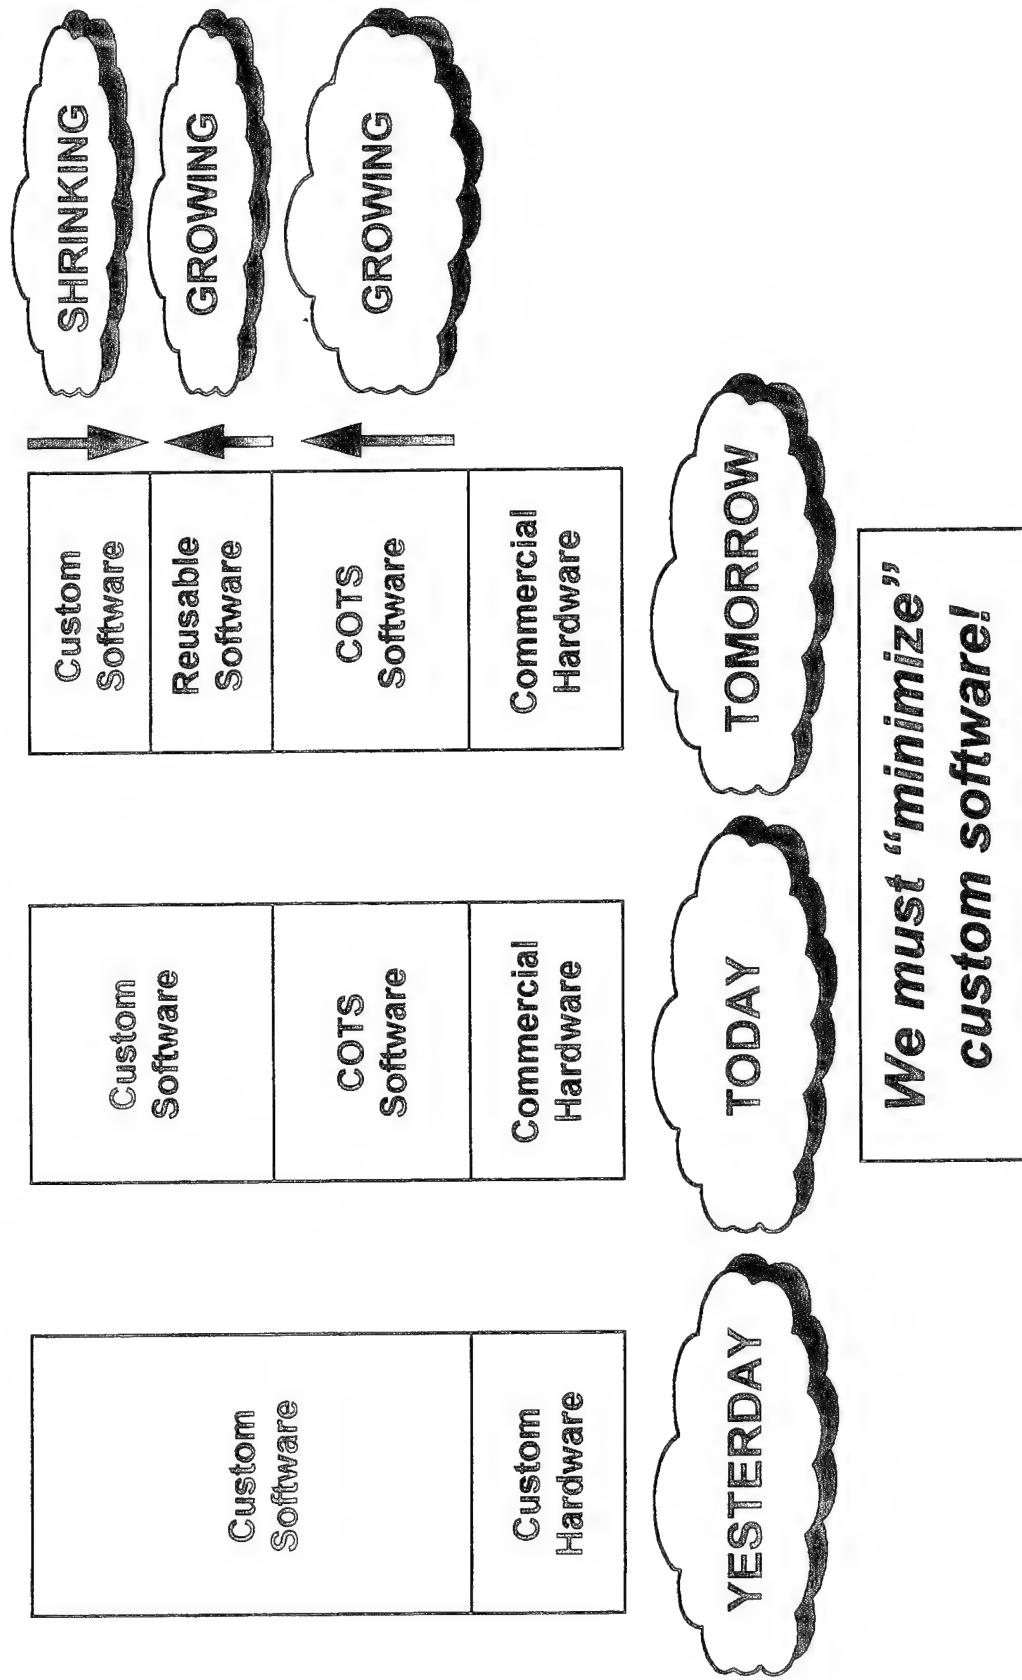 Custom
Software
Custom
Hardware
YESTERDAY
Custom
Software
COTS
Software
Commercial
Hardware
TODAY
Custom
Software
Reusable
Software
COTS
Software
Commercial
Hardware
TOMORROW
SHRINKING
GROWING
GROWING
We must “minimize”
custom software!